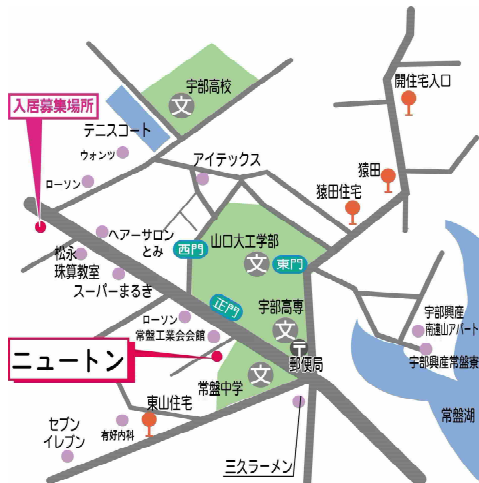 宇部高校
文
開住宅入口
入居募集場所
テニスコート
ウォンツ
アイテックス
猿田
ローソン
猿田住宅
ヘアーサロン
とみ
西門
山口大工学部
文
東門
松永
珠算教室
スーパーまるき
正門
宇部高専
文
ローソン
常盤工業会会館
宇部興産
南遠山アパート
宇部興産常盤寮
ニュートン
郵便局
常盤中学
文
東山住宅
常盤湖
セブン
イレブン
有好内科
三久ラーメン